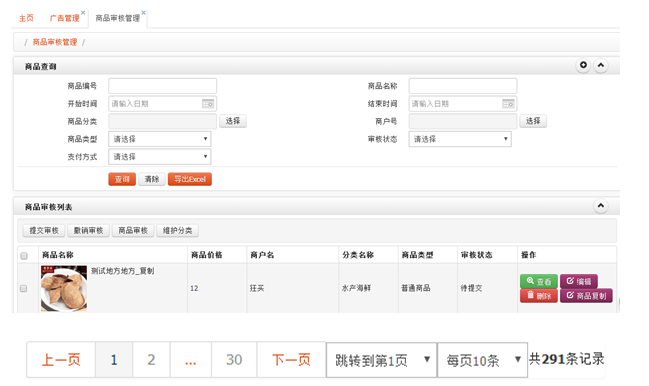 主页 广告管理 商品审核管理
/ 商品审核管理 /
商品查询
商品编号 商品名称
开始时间 请输入日期 结束时间 请输入日期
商品分类 选择 商户号 选择
商品类型 请选择 审核状态 请选择
支付方式 请选择
查询 清除 导出Excel
商品审核列表
提交审核 撤销审核 商品审核 维护分类
商品名称 商品价格 商户名 分类名称 商品类型 审核状态 操作
测试地方地方_复制 12 狂买 水产海鲜 普通商品 待提交 查看 编辑
删除 商品复制
上一页 1 2 ... 30 下一页 跳转到第1页 每页10条 共291条记录